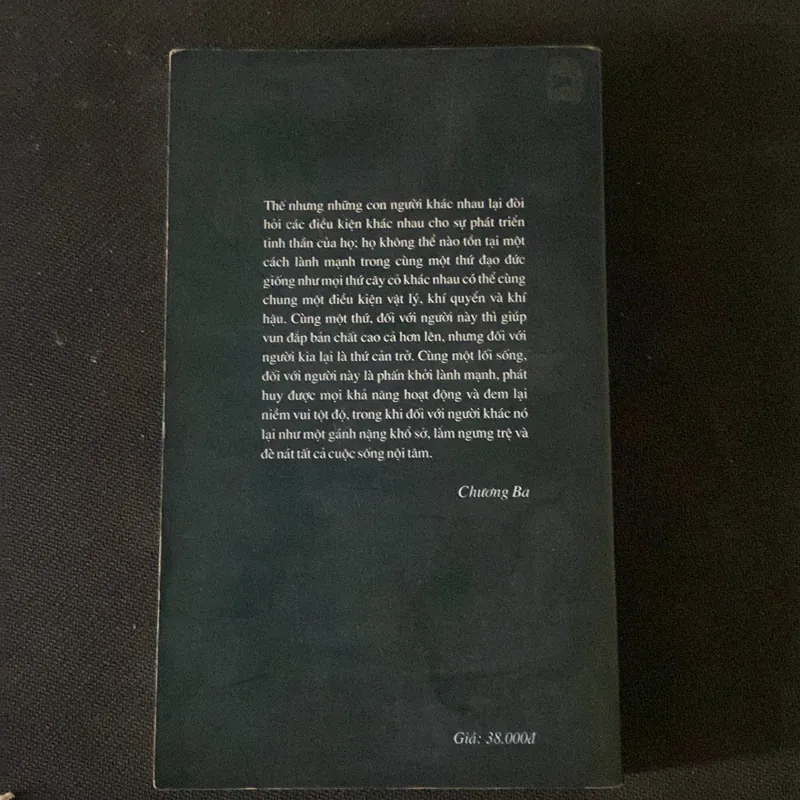 Thế nhưng những con người khác nhau lại đòi
hỏi các điều kiện khác nhau cho sự phát triển
tinh thần của họ; họ không thể nào tồn tại một
cách lành mạnh trong cùng một thứ đạo đức
giống như mọi thứ cây cỏ khác nhau có thể cùng
chung một điều kiện vật lý, khí quyển và khí
hậu. Cùng một thứ, đối với người này thì giúp
vun đắp bản chất cao cả hơn lên, nhưng đối với
người kia lại là thứ cản trở. Cùng một lối sống,
đối với người này là phấn khởi lành mạnh, phát
huy được mọi khả năng hoạt động và đem lại
niềm vui tột độ, trong khi đối với người khác nó
lại như một gánh nặng khổ sở, làm ngưng trệ và
đè nát tất cả cuộc sống nội tâm.
Chương Ba
Giá: 38.000đ